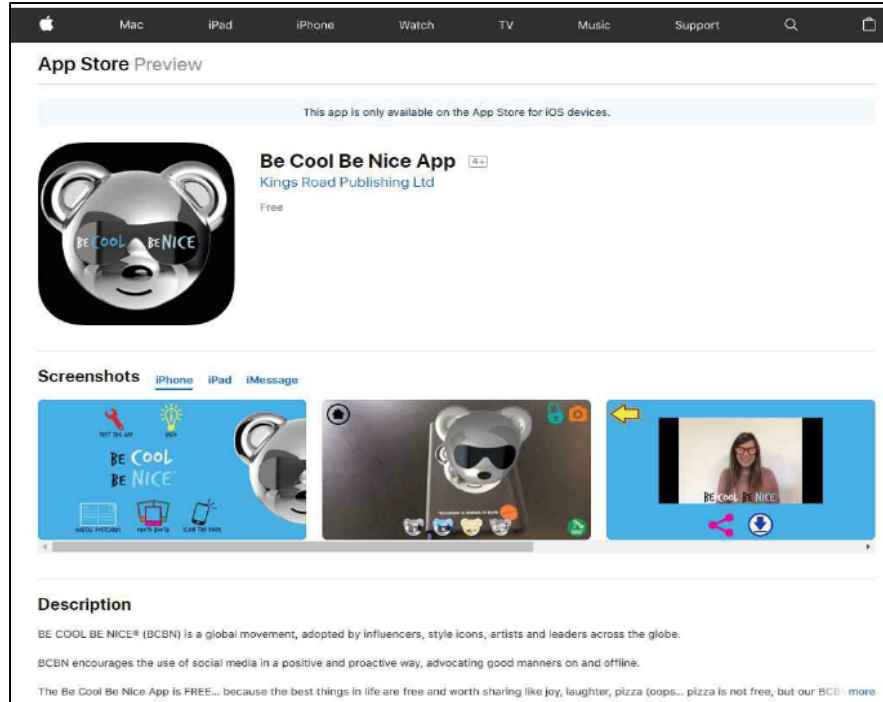 Mac iPad iPhone Watch TV Music Support
App Store Preview
This app is only available on the App Store for iOS devices.
BE COOL BE NICE
Be Cool Be Nice App 4+
Kings Road Publishing Ltd
Free
Screenshots iPhone iPad iMessage
TEST THE APP
BE COOL
BE NICE
SCAN THE PAGE
BE COOL BE NICE
Description
BE COOL BE NICE® (BCBN) is a global movement, adopted by influencers, style icons, artists and leaders across the globe.
BCBN encourages the use of social media in a positive and proactive way, advocating good manners on and offline.
The Be Cool Be Nice App is FREE... because the best things in life are free and worth sharing like joy, laughter, pizza (oops... pizza is not free, but our BCB more